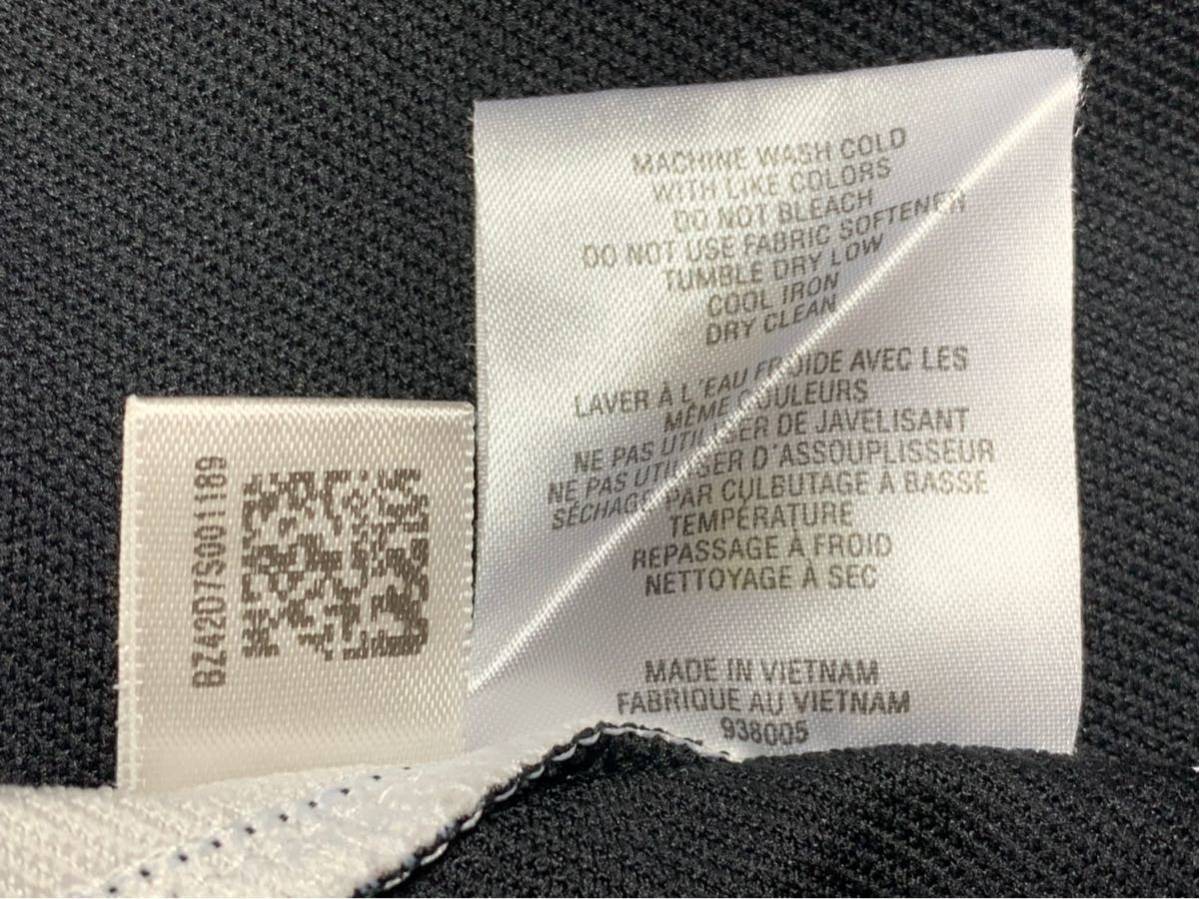 MACHINE WASH COLD
WITH LIKE COLORS
DO NOT BLEACH
DO NOT USE FABRIC SOFTENER
TUMBLE DRY LOW
COOL IRON
DRY CLEAN
LAVER À L'EAU FROIDE AVEC LES
MÊME COULEURS
NE PAS UTILISER DE JAVELISANT
NE PAS UTILISER D'ASSOUPLISSEUR
SÉCHAGE PAR CULBUTAGE À BASSE
TEMPÉRATURE
REPASSAGE À FROID
NETTOYAGE À SEC
MADE IN VIETNAM
FABRIQUE AU VIETNAM
938005
BZ42D7S001189